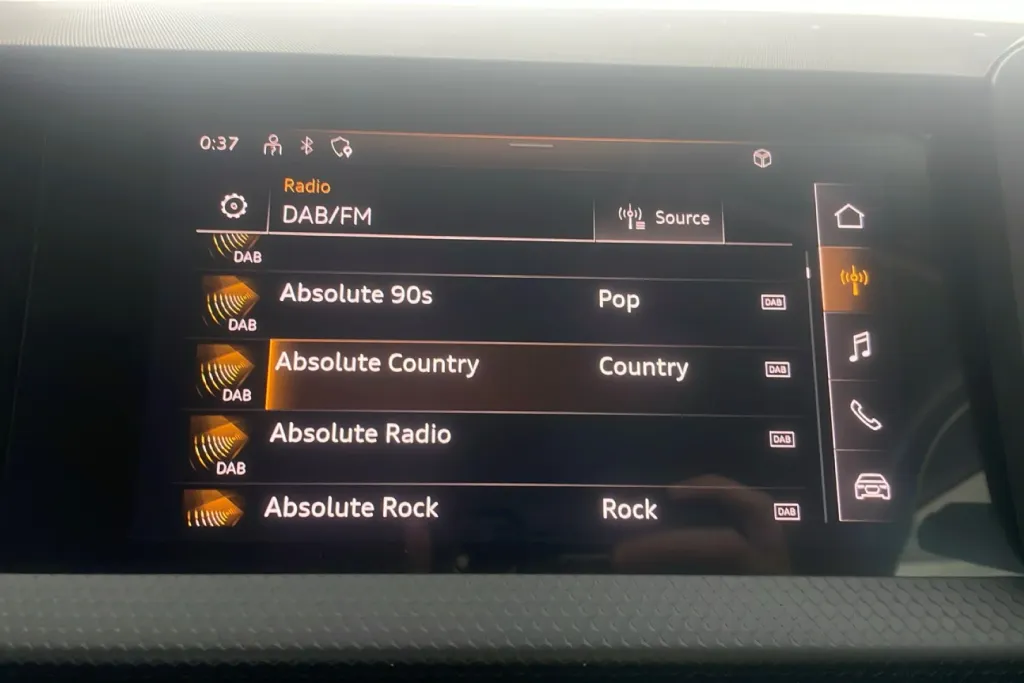 0:37
Radio
DAB/FM
Source
DAB
Absolute 90s Pop DAB
DAB
Absolute Country Country DAB
DAB
Absolute Radio DAB
DAB
Absolute Rock Rock DAB